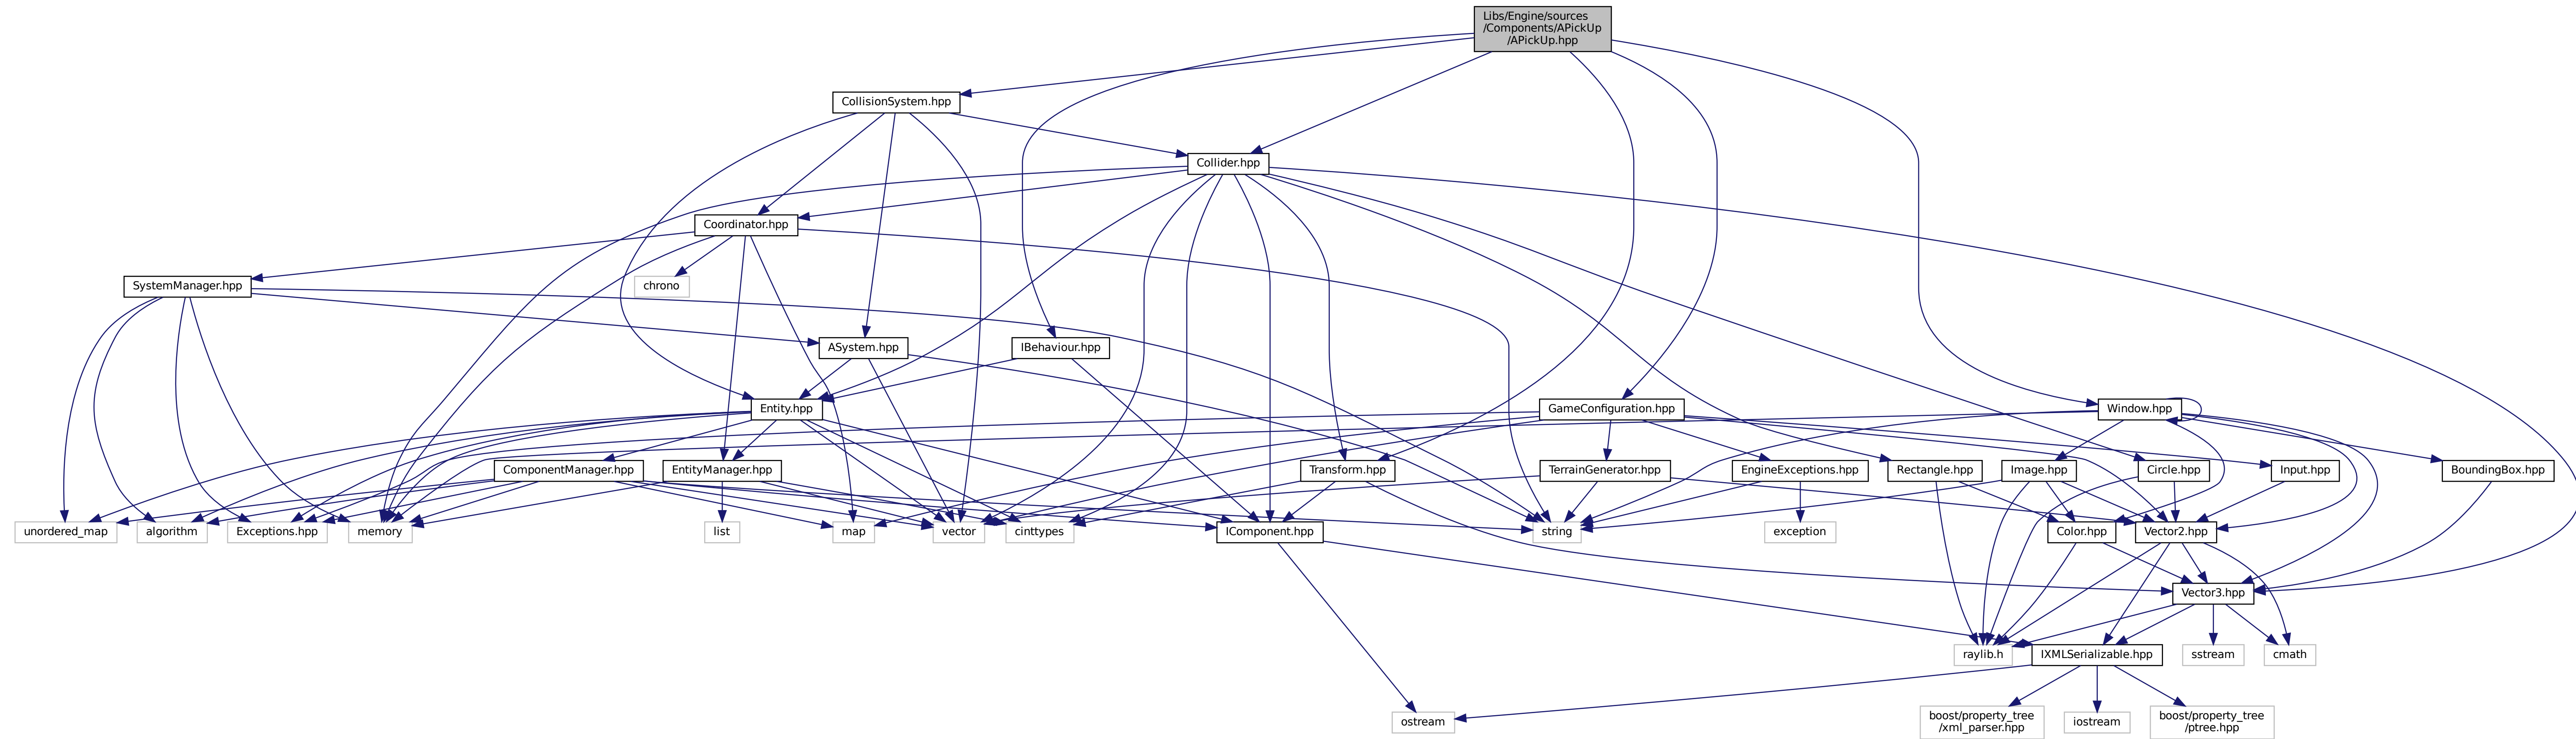 Libs/Engine/sources
/Components/APickUp
/APickUp.hpp
CollisionSystem.hpp
Collider.hpp
Coordinator.hpp
SystemManager.hpp
chrono
ASystem.hpp
IBehaviour.hpp
Entity.hpp
GameConfiguration.hpp
Window.hpp
ComponentManager.hpp
EntityManager.hpp
Transform.hpp
TerrainGenerator.hpp
EngineExceptions.hpp
Rectangle.hpp
Image.hpp
Circle.hpp
Input.hpp
BoundingBox.hpp
unordered_map
algorithm
Exceptions.hpp
memory
list
map
vector
cinttypes
IComponent.hpp
string
exception
Color.hpp
Vector2.hpp
Vector3.hpp
raylib.h
IXMLSerializable.hpp
sstream
cmath
ostream
boost/property_tree
/xml_parser.hpp
iostream
boost/property_tree
/ptree.hpp